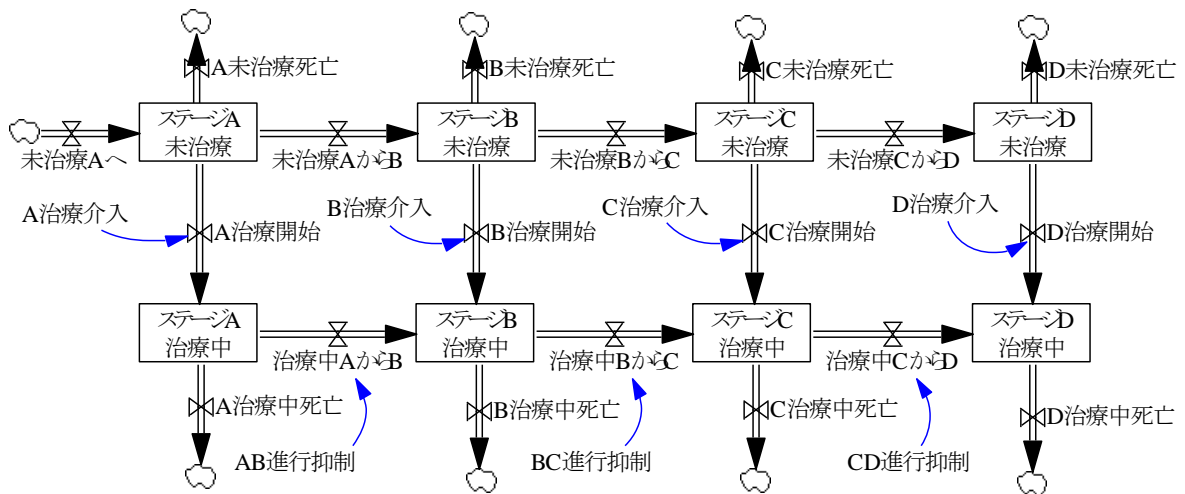 A未治療死亡
B未治療死亡
C未治療死亡
D未治療死亡
ステージA
未治療
ステージB
未治療
ステージC
未治療
ステージD
未治療
未治療Aへ
未治療AからB
未治療BからC
未治療CからD
A治療介入
B治療介入
C治療介入
D治療介入
A治療開始
B治療開始
C治療開始
D治療開始
ステージA
治療中
ステージB
治療中
ステージC
治療中
ステージD
治療中
治療中AからB
治療中BからC
治療中CからD
A治療中死亡
B治療中死亡
C治療中死亡
D治療中死亡
AB進行抑制
BC進行抑制
CD進行抑制